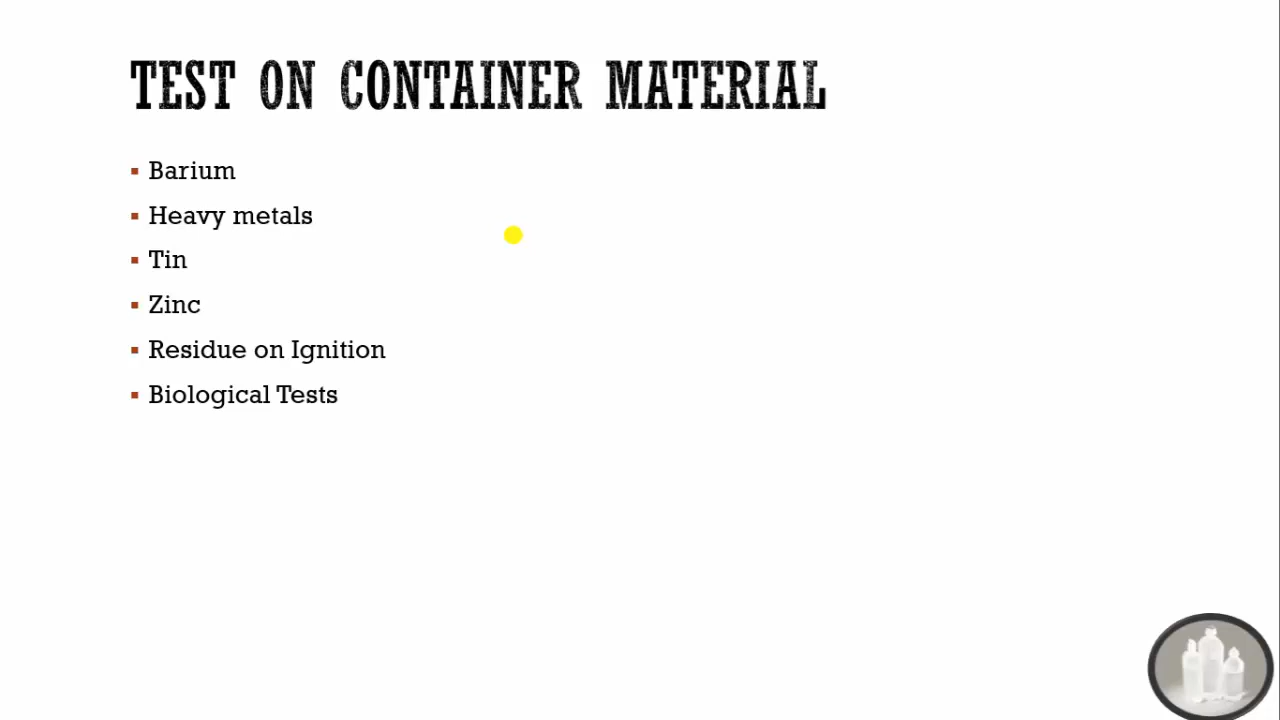 TEST ON CONTAINER MATERIAL
Barium
Heavy metals
Tin
Zinc
Residue on Ignition
Biological Tests